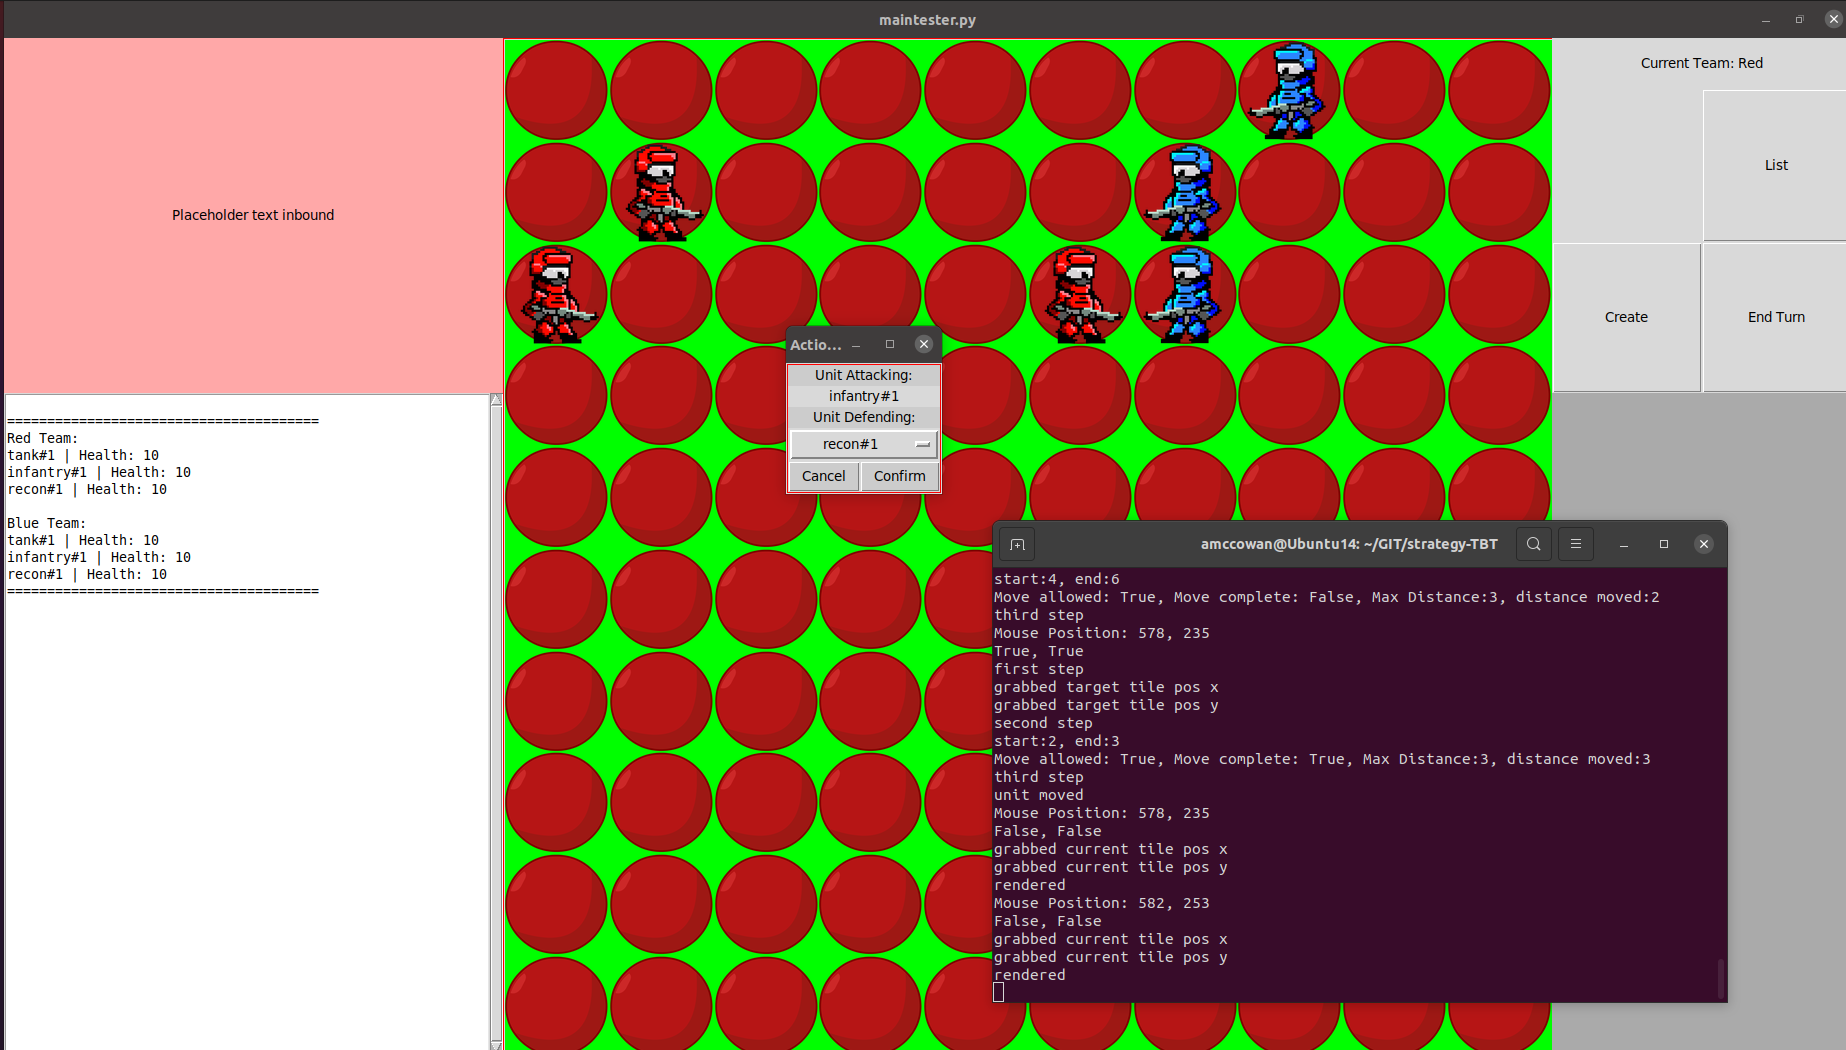 maintester.py
Placeholder text inbound
Current Team: Red
List
Create
End Turn
Actio...
Unit Attacking:
infantry#1
Unit Defending:
recon#1
Cancel
Confirm
=======================================
Red Team:
tank#1 | Health: 10
infantry#1 | Health: 10
recon#1 | Health: 10
Blue Team:
tank#1 | Health: 10
infantry#1 | Health: 10
recon#1 | Health: 10
=======================================
amccowan@Ubuntu14: ~/GIT/strategy-TBT
start:4, end:6
Move allowed: True, Move complete: False, Max Distance:3, distance moved:2
third step
Mouse Position: 578, 235
True, True
first step
grabbed target tile pos x
grabbed target tile pos y
second step
start:2, end:3
Move allowed: True, Move complete: True, Max Distance:3, distance moved:3
third step
unit moved
Mouse Position: 578, 235
False, False
grabbed current tile pos x
grabbed current tile pos y
rendered
Mouse Position: 582, 253
False, False
grabbed current tile pos x
grabbed current tile pos y
rendered